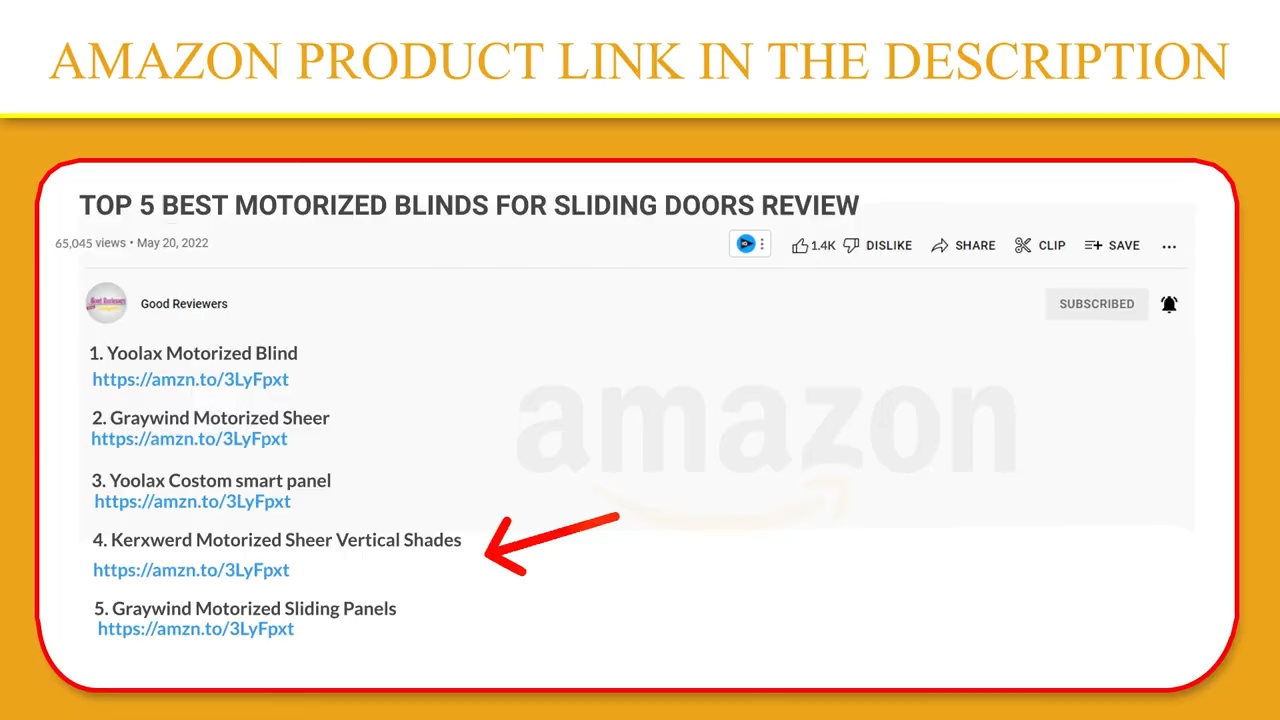 AMAZON PRODUCT LINK IN THE DESCRIPTION
TOP 5 BEST MOTORIZED BLINDS FOR SLIDING DOORS REVIEW
65,045 views • May 20, 2022
1.4K DISLIKE SHARE CLIP SAVE ...
Good Reviewers
SUBSCRIBED
1. Yoolax Motorized Blind
https://amzn.to/3LyFpxt
2. Graywind Motorized Sheer
https://amzn.to/3LyFpxt
3. Yoolax Costom smart panel
https://amzn.to/3LyFpxt
4. Kerxwerd Motorized Sheer Vertical Shades
https://amzn.to/3LyFpxt
5. Graywind Motorized Sliding Panels
https://amzn.to/3LyFpxt
amazon